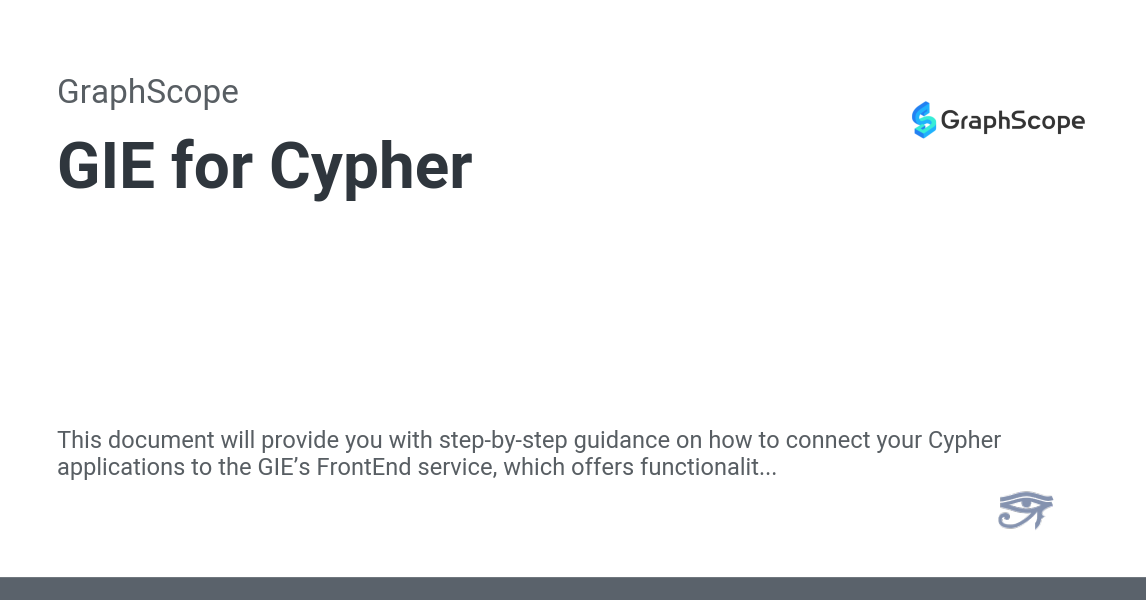 GraphScope
GraphScope
GIE for Cypher
This document will provide you with step-by-step guidance on how to connect your Cypher
applications to the GIE’s FrontEnd service, which offers functionalit...